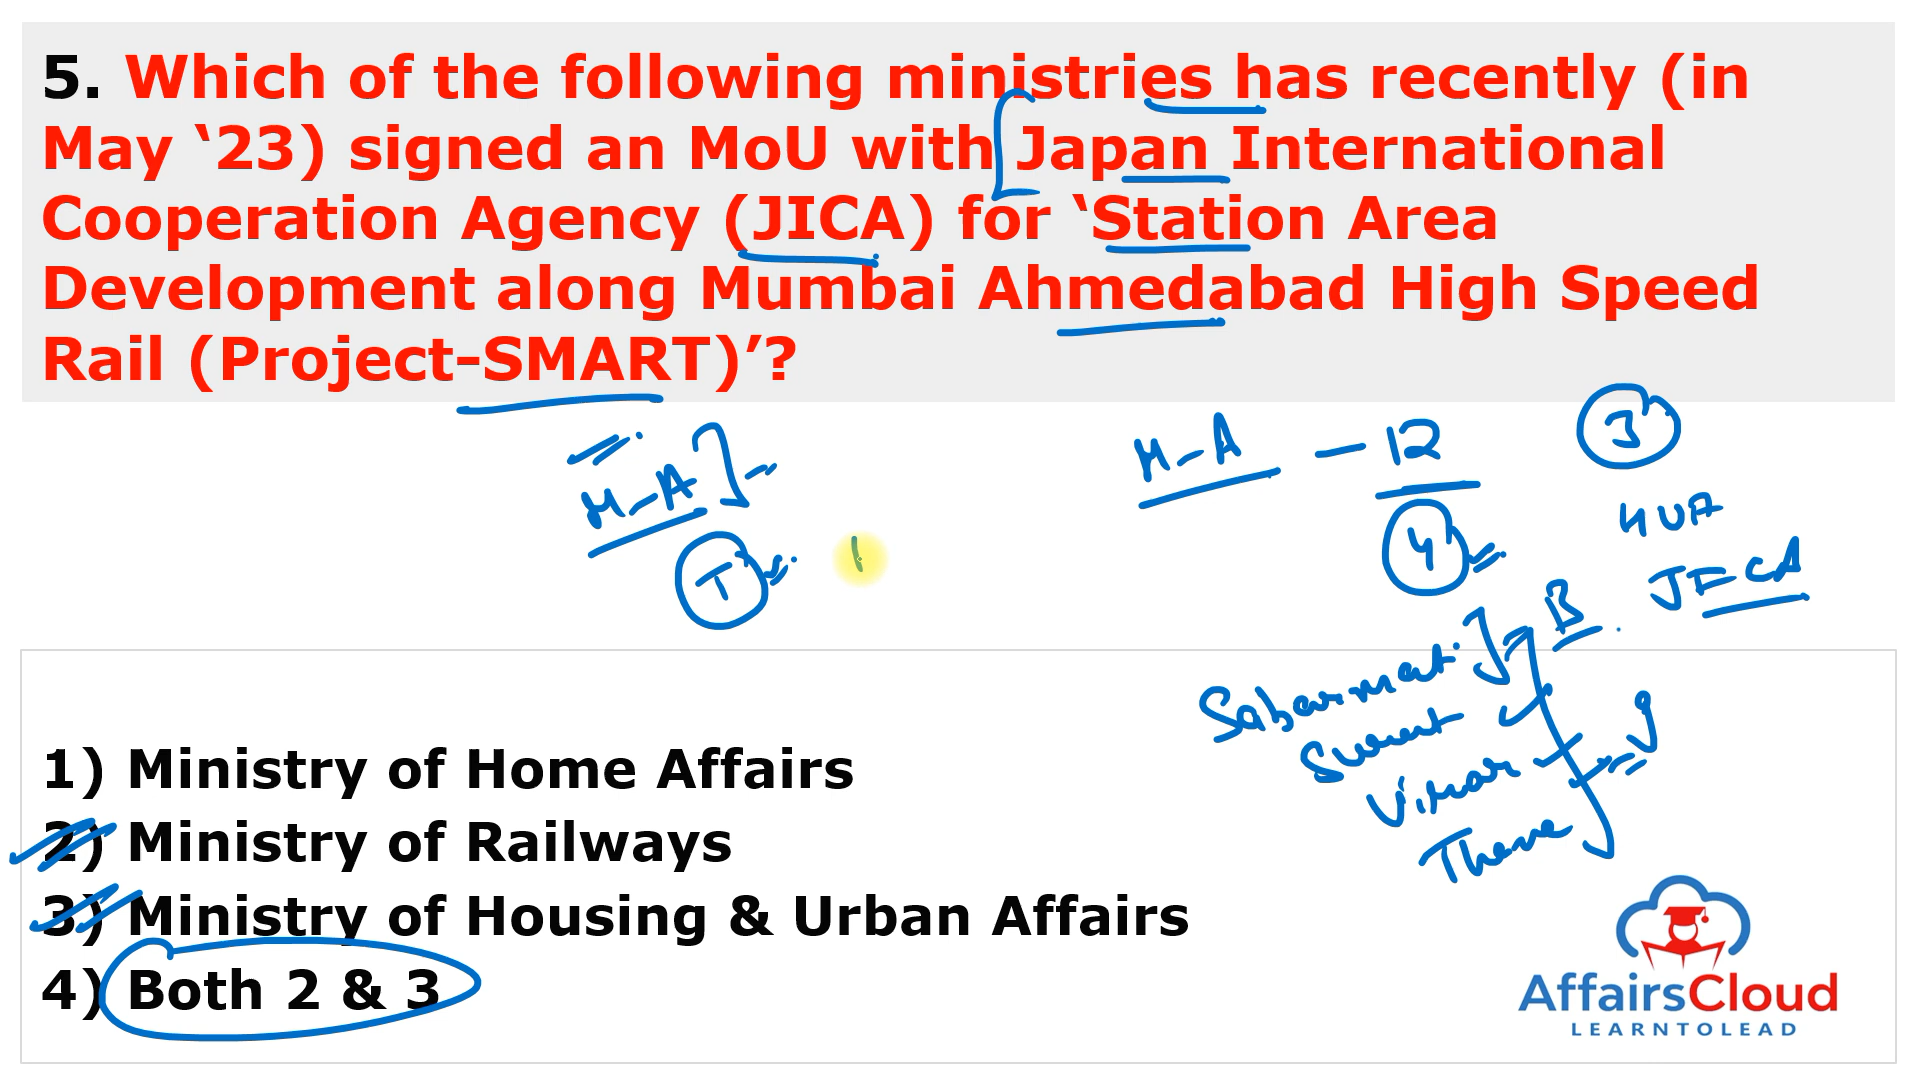 5. Which of the following ministries has recently (in
May ‘23) signed an MoU with Japan International
Cooperation Agency (JICA) for ‘Station Area
Development along Mumbai Ahmedabad High Speed
Rail (Project-SMART)’?
M-A
T
M-A - 12
4
3
HUA
JICA
B
Sabarmati
Surat
Virar
Thane
1) Ministry of Home Affairs
2) Ministry of Railways
3) Ministry of Housing & Urban Affairs
4) Both 2 & 3
AffairsCloud
LEARNTOLEAD